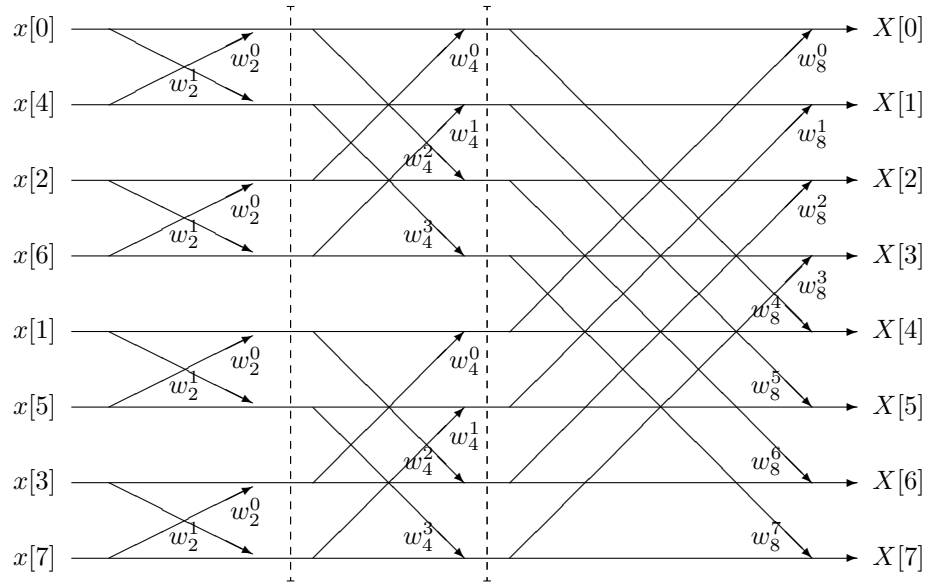 x[0] X[0]
w_2^0 w_4^0 w_8^0
w_2^1
x[4] X[1]
w_4^1 w_8^1
w_4^2
x[2] X[2]
w_2^0 w_8^2
w_2^1 w_4^3
x[6] X[3]
w_8^3
w_8^4
x[1] X[4]
w_2^0 w_4^0
w_2^1 w_8^5
x[5] X[5]
w_4^1
w_4^2 w_8^6
x[3] X[6]
w_2^0
w_2^1 w_4^3 w_8^7
x[7] X[7]